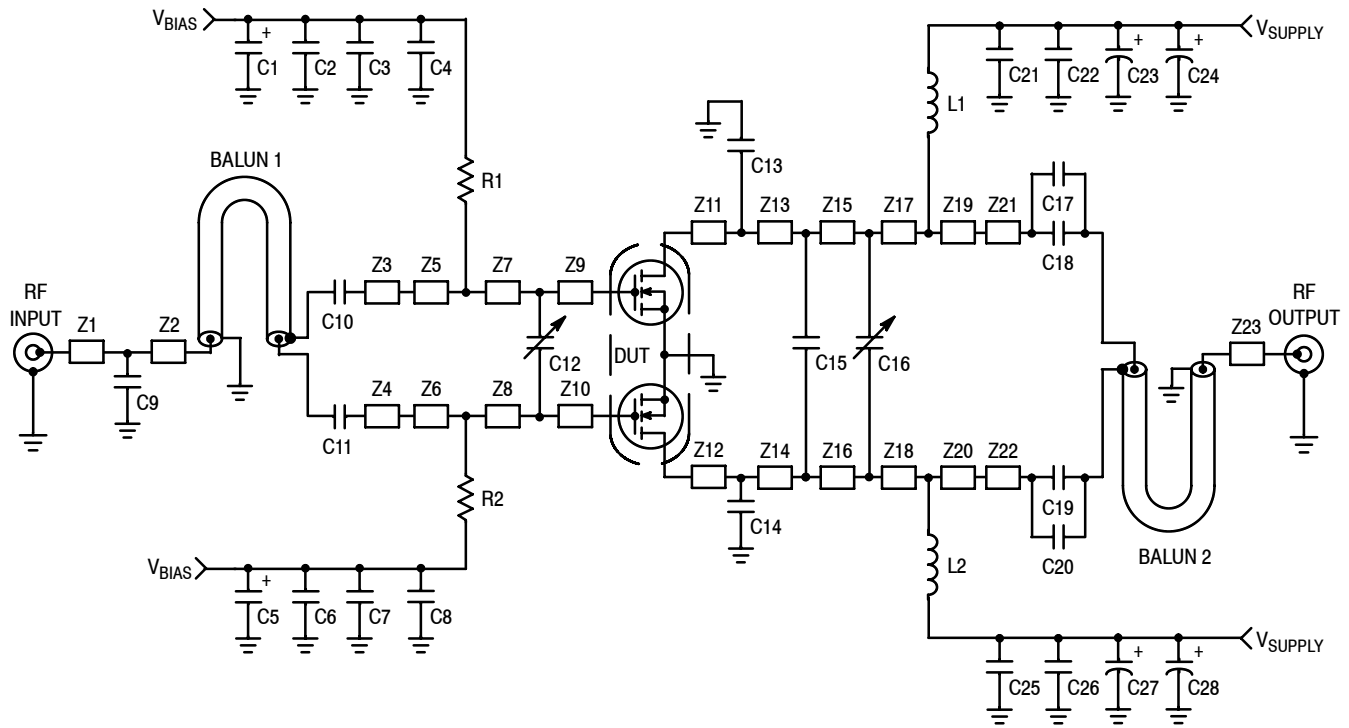 VBIAS
+
C1
C2
C3
C4
VSUPPLY
C21
C22
+
C23
+
C24
L1
BALUN 1
R1
C13
C17
C18
Z11
Z13
Z15
Z17
Z19
Z21
RF
INPUT
Z1
Z2
C9
C10
Z3
Z5
Z7
Z9
C12
DUT
C15
C16
Z23
RF
OUTPUT
C11
Z4
Z6
Z8
Z10
R2
Z12
Z14
Z16
Z18
Z20
Z22
C14
C19
C20
BALUN 2
L2
VBIAS
+
C5
C6
C7
C8
VSUPPLY
C25
C26
+
C27
+
C28